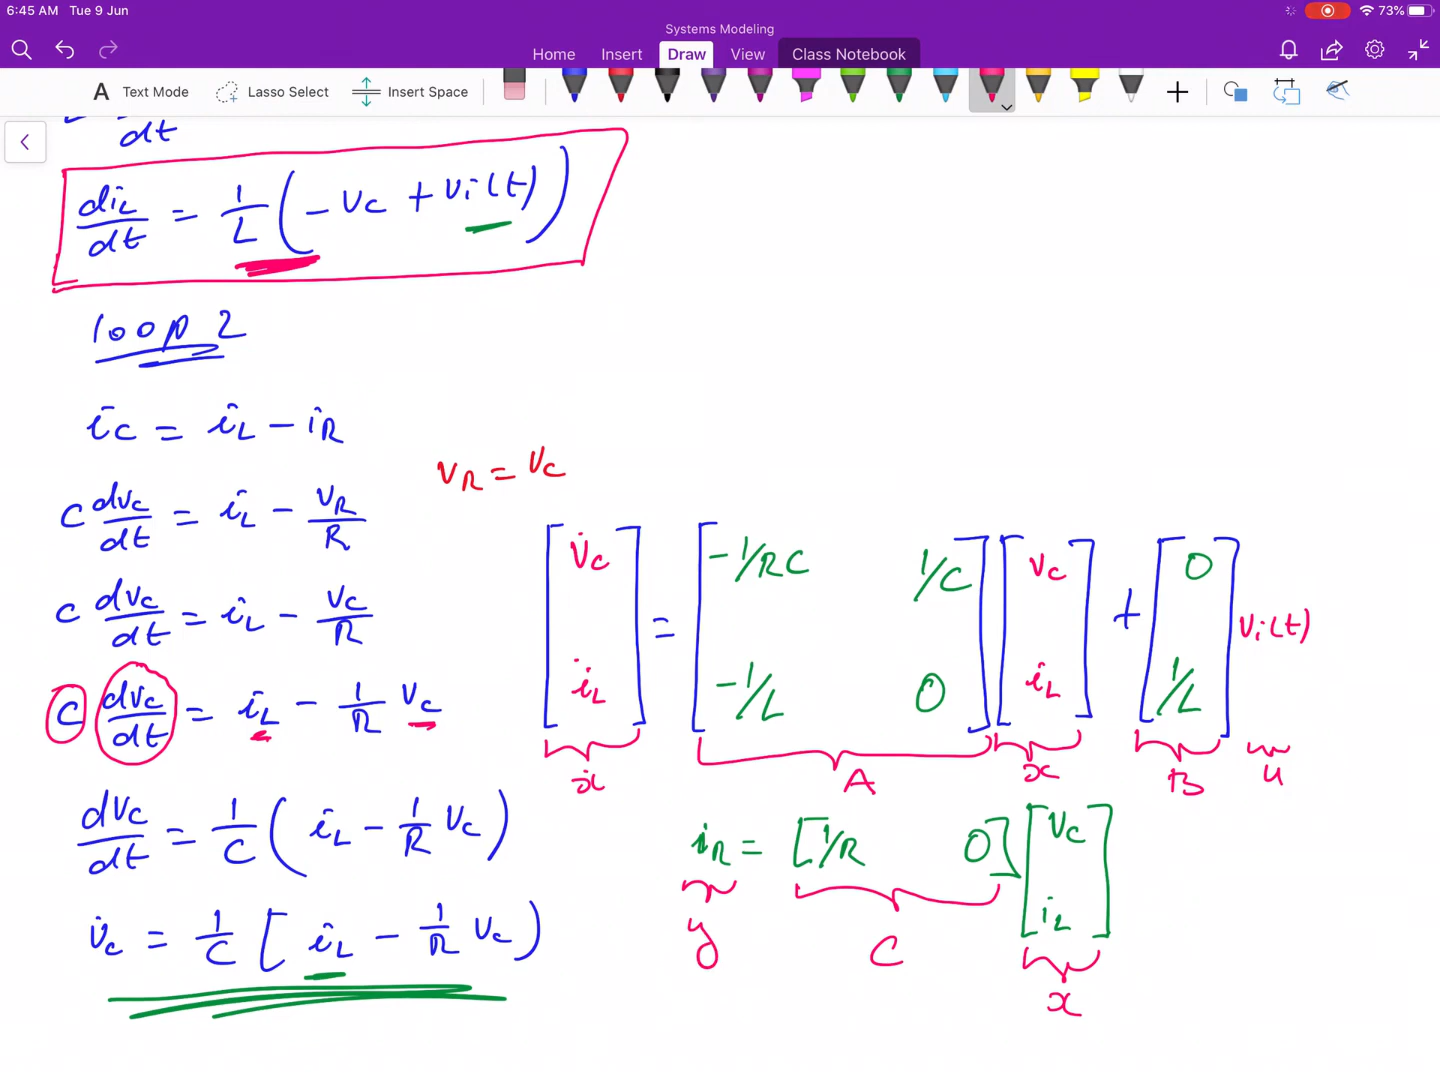 6:45 AM Tue 9 Jun
73%
Systems Modeling
Home Insert Draw View Class Notebook
A Text Mode Lasso Select Insert Space
dt
diL/dt = 1/L (-Vc + Vi(t))
loop 2
ic = iL - iR
VR = Vc
C dVc/dt = iL - VR/R
C dVc/dt = iL - Vc/R
C dVc/dt = iL - 1/R Vc
dVc/dt = 1/C (iL - 1/R Vc)
V̇c = 1/C [iL - 1/R Vc)
[V̇c i̇L] = [-1/RC 1/C -1/L 0] [Vc iL] + [0 1/L] Vi(t)
ẋ A x B u
iR = [1/R 0] [Vc iL]
y C x